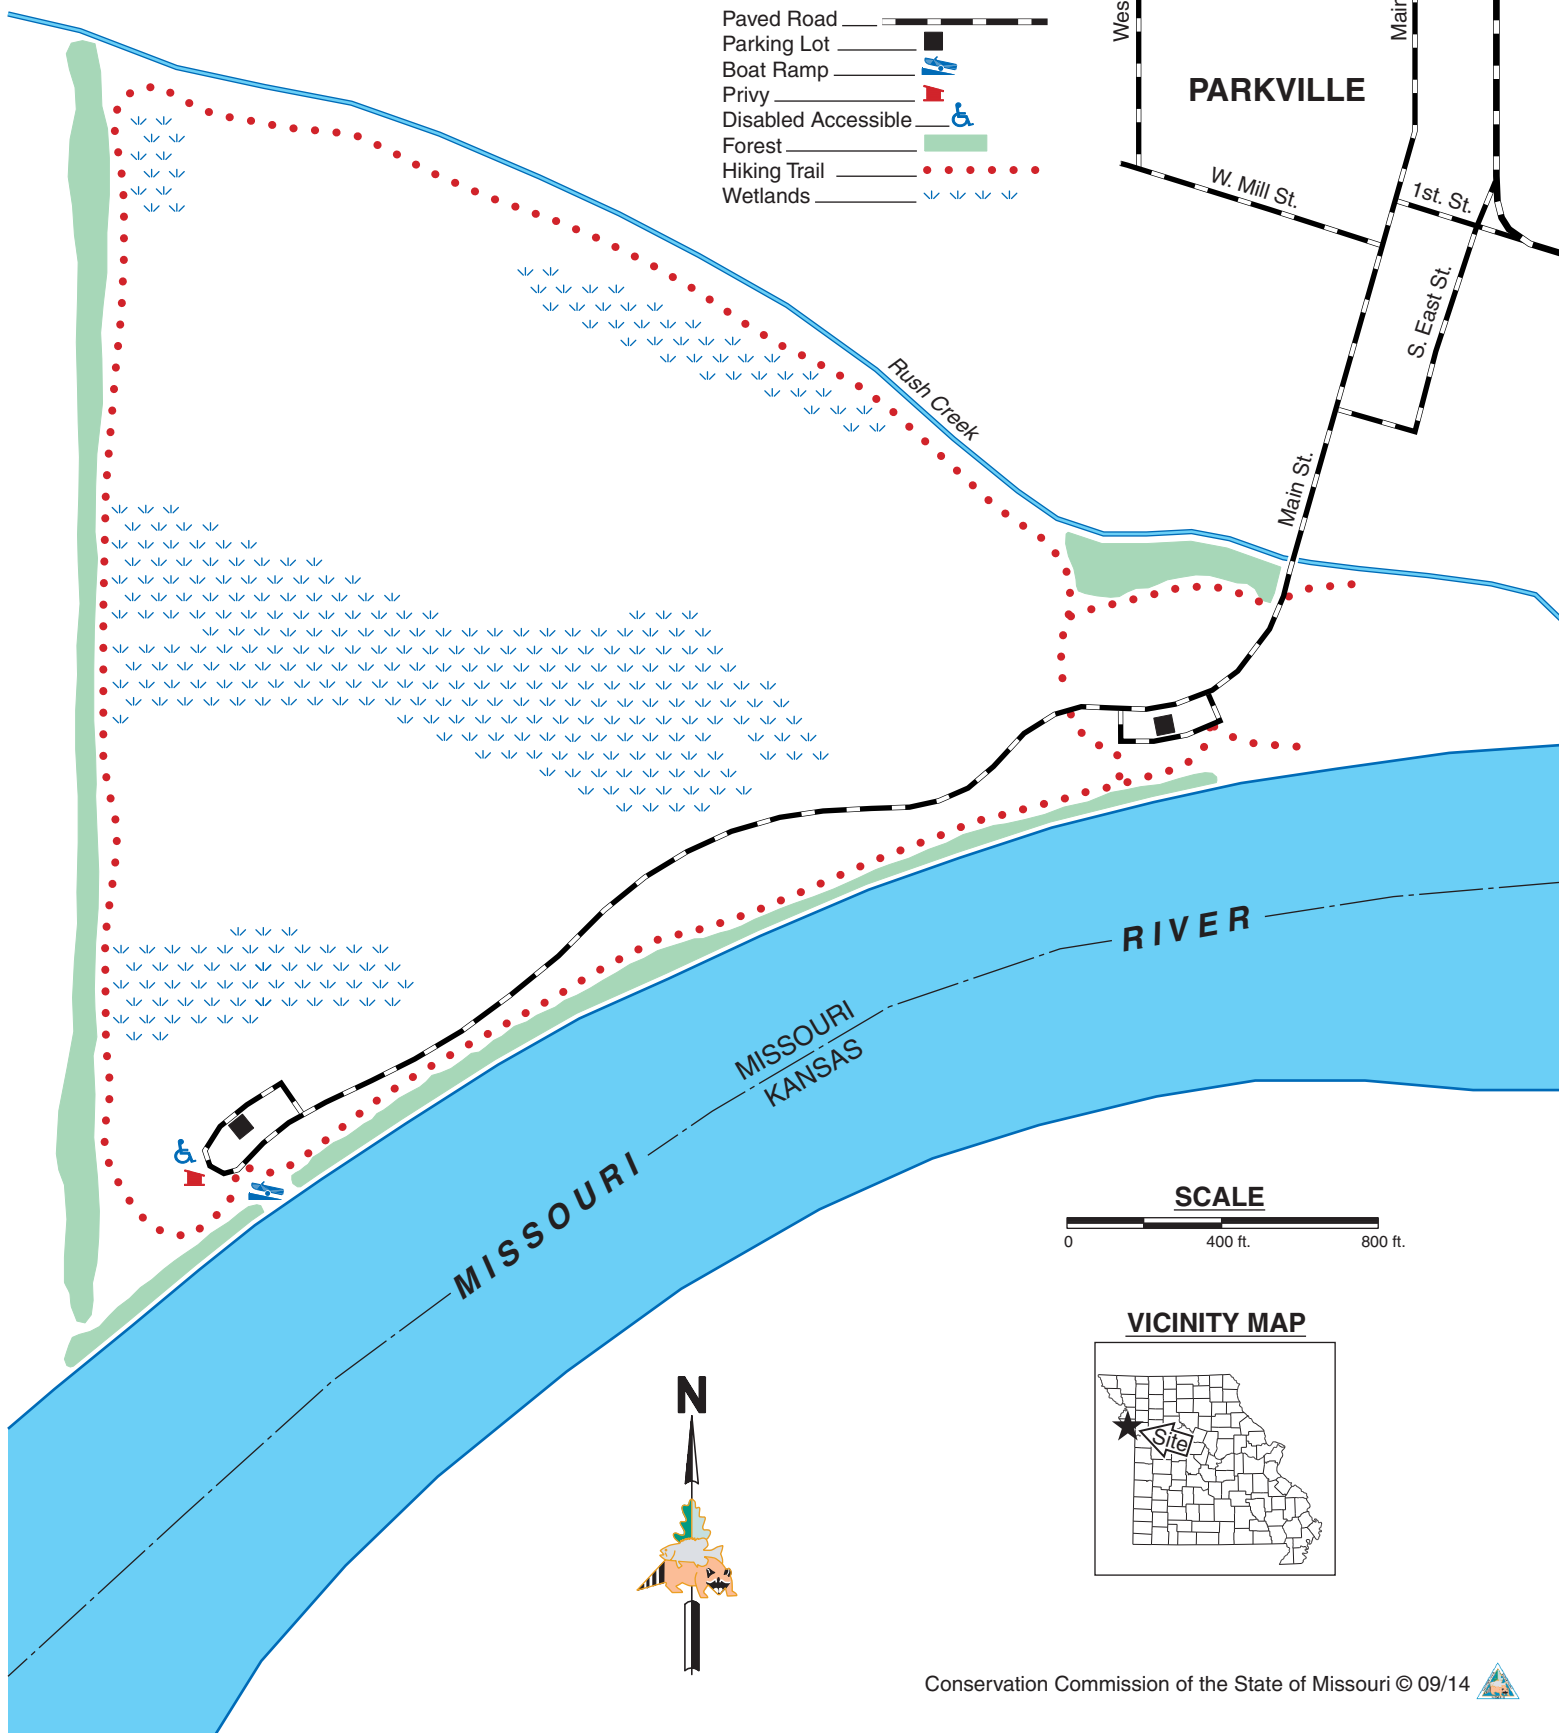 Paved Road
Parking Lot
Boat Ramp
Privy
Disabled Accessible
Forest
Hiking Trail
Wetlands
Wes
Main
PARKVILLE
W. Mill St.
1st. St.
S. East St.
Main St.
Rush Creek
RIVER
MISSOURI
KANSAS
MISSOURI
SCALE
0 400 ft. 800 ft.
VICINITY MAP
Site
N
Conservation Commission of the State of Missouri © 09/14